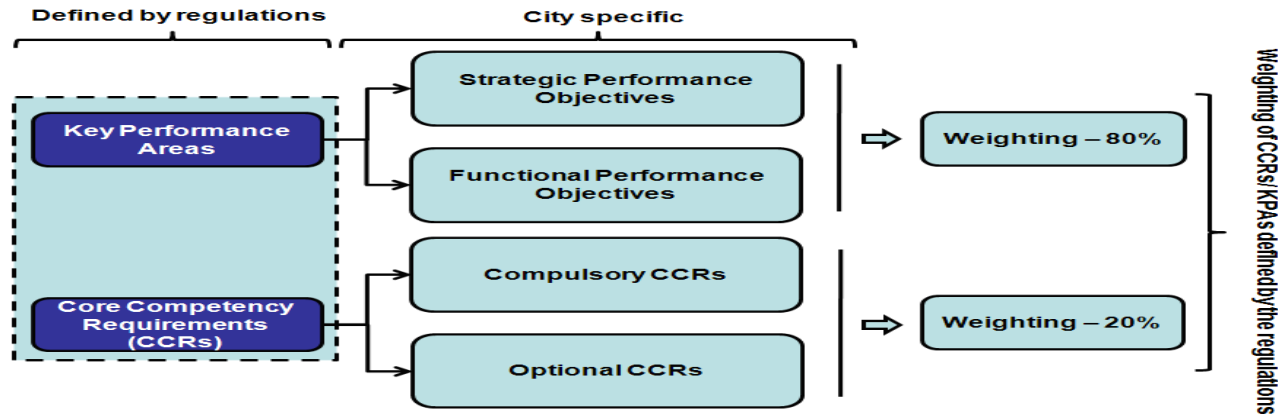 Defined by regulations
City specific
Strategic Performance
Objectives
Key Performance
Areas
Weighting – 80%
Functional Performance
Objectives
Compulsory CCRs
Core Competency
Requirements
(CCRs)
Weighting – 20%
Optional CCRs
Weighting of CCRs/KPAs defined by the regulations